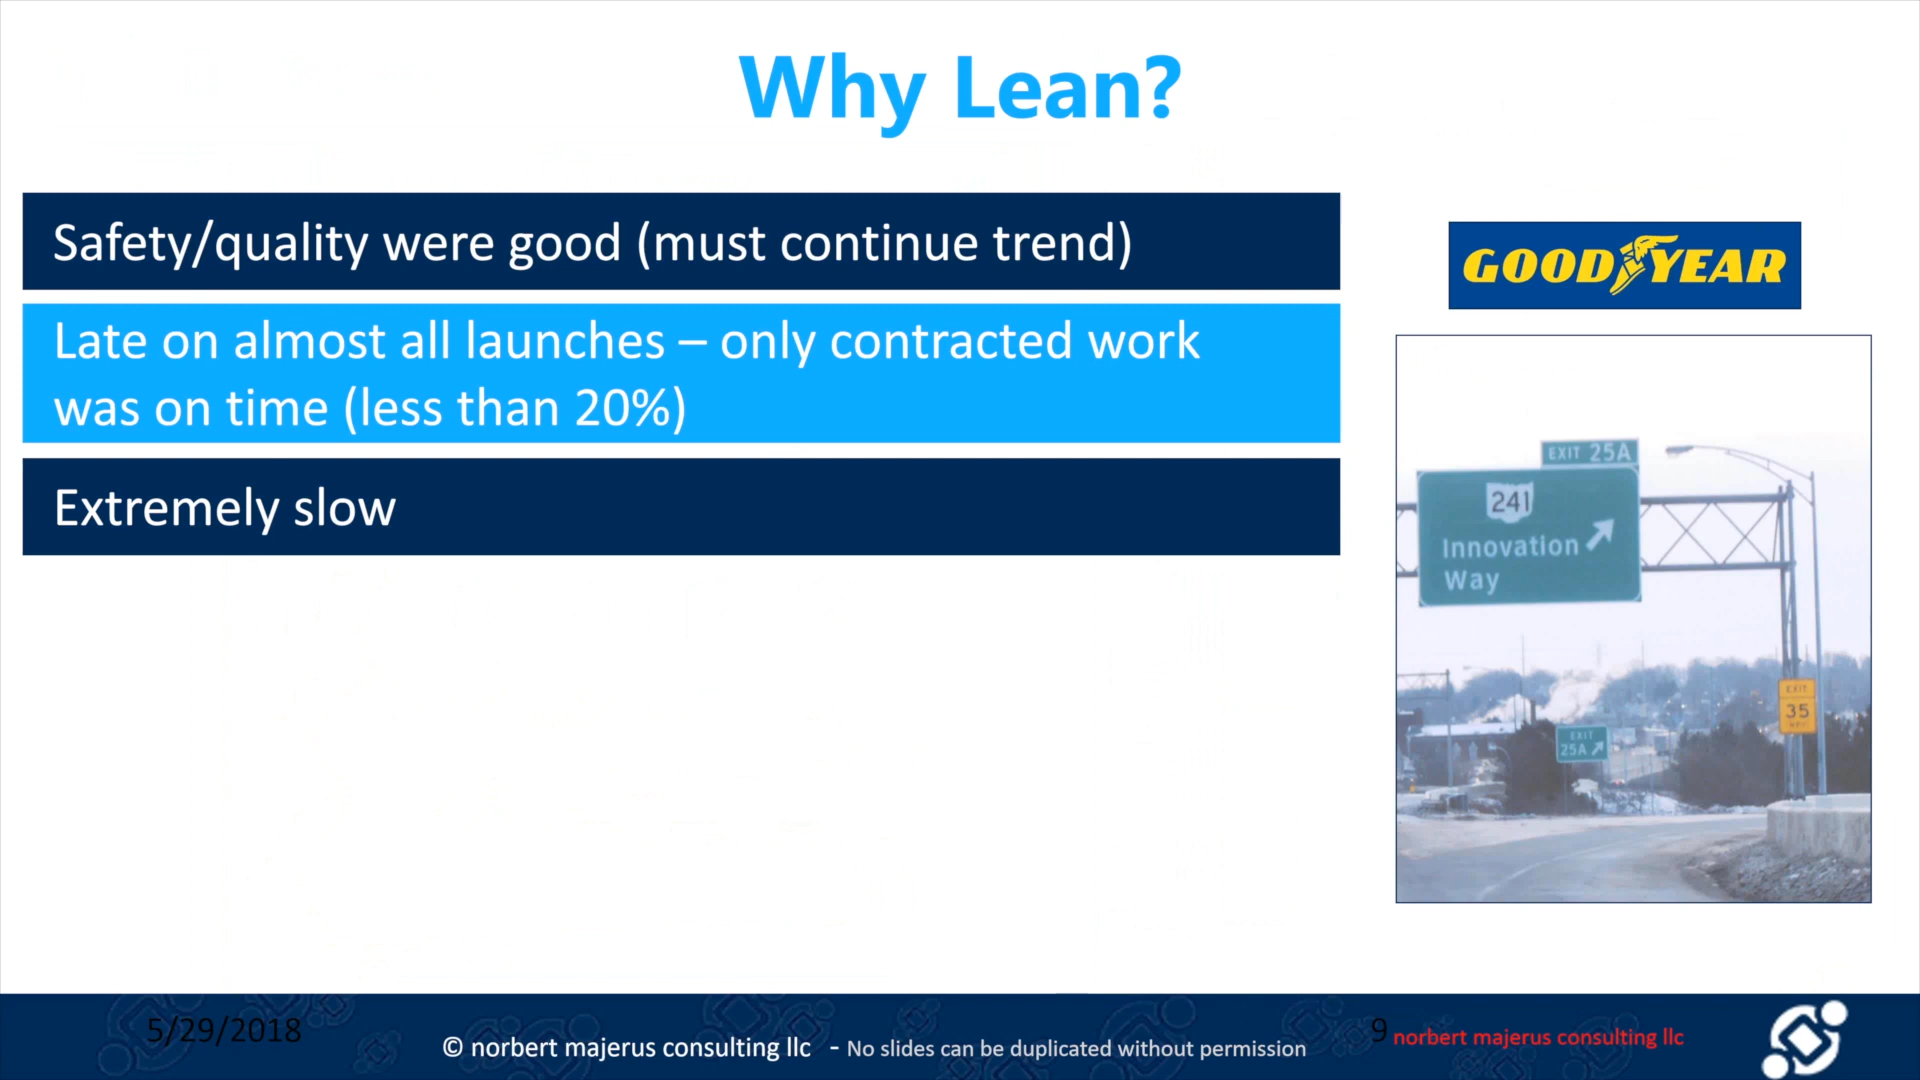 Why Lean?
Safety/quality were good (must continue trend)
Late on almost all launches – only contracted work
was on time (less than 20%)
Extremely slow
GOODYEAR
EXIT 25A
241
Innovation
Way
EXIT
35
EXIT
25A
5/29/2018
© norbert majerus consulting llc - No slides can be duplicated without permission
9
norbert majerus consulting llc